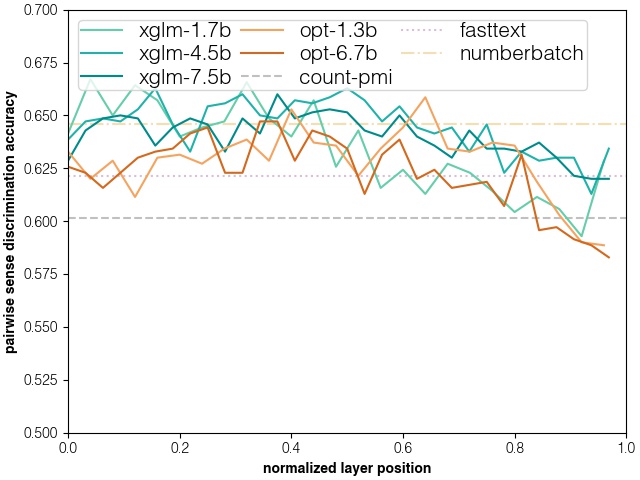 0.700
0.675
0.650
0.625
0.600
0.575
0.550
0.525
0.500
pairwise sense discrimination accuracy
xglm-1.7b opt-1.3b fasttext
xglm-4.5b opt-6.7b numberbatch
xglm-7.5b count-pmi
0.0 0.2 0.4 0.6 0.8 1.0
normalized layer position